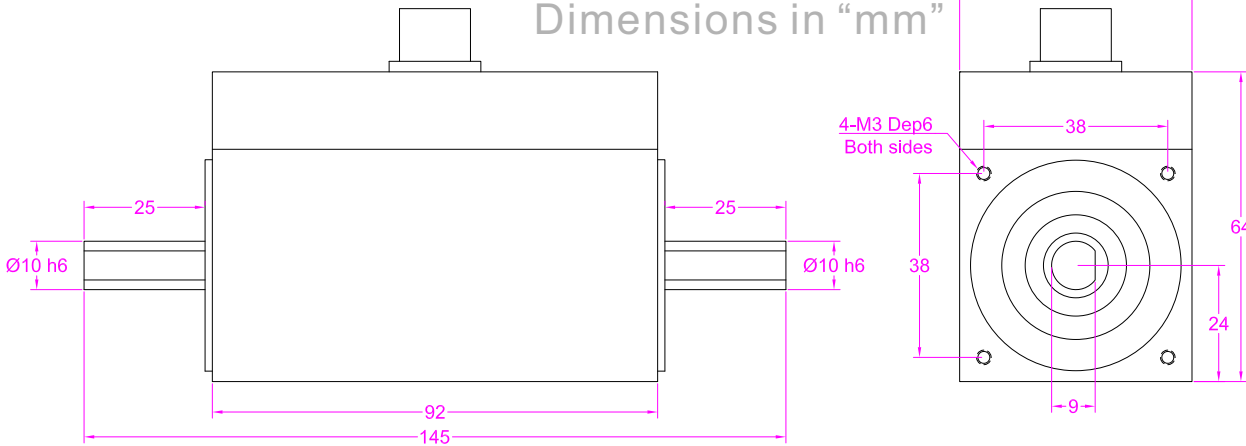 Dimensions in “mm”
4-M3 Dep6
Both sides
38
25
25
Ø10 h6
Ø10 h6
38
64
24
92
9
145